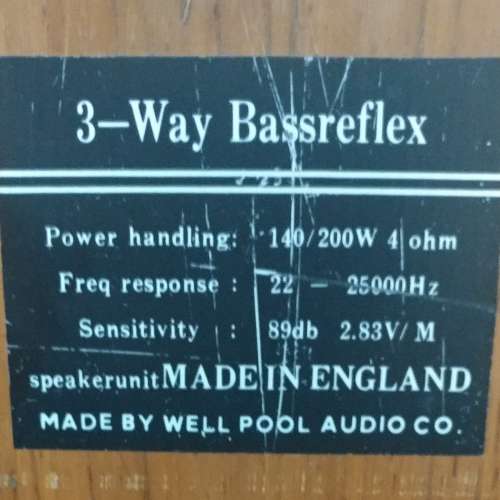 3-Way Bassreflex
Power handling: 140/200W 4 ohm
Freq response : 22 - 25000Hz
Sensitivity : 89db 2.83V/M
speakerunit MADE IN ENGLAND
MADE BY WELL POOL AUDIO CO.